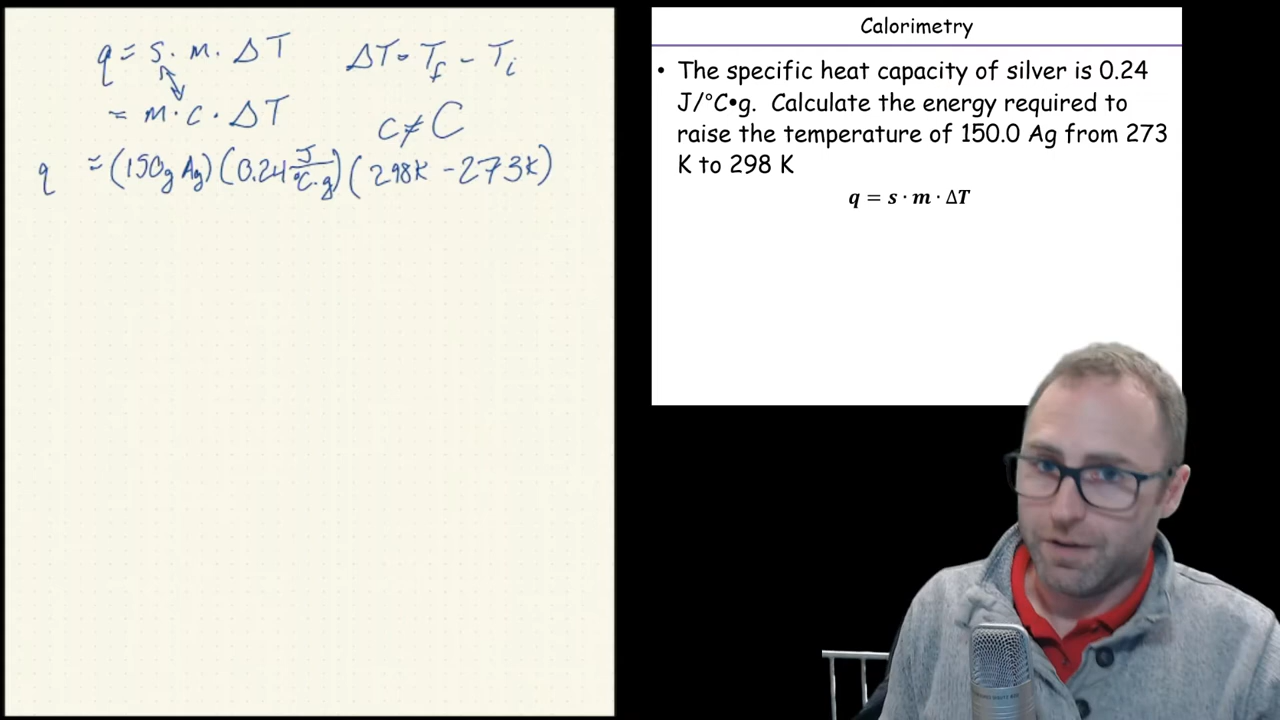 q = s. m. ΔT ΔT = Tf - Ti
= m · c · ΔT c ≠ C
q = (150g Ag) (0.24 J/°C·g) (298K - 273K)
Calorimetry
• The specific heat capacity of silver is 0.24
J/°C•g. Calculate the energy required to
raise the temperature of 150.0 Ag from 273
K to 298 K
q = s · m · ΔT